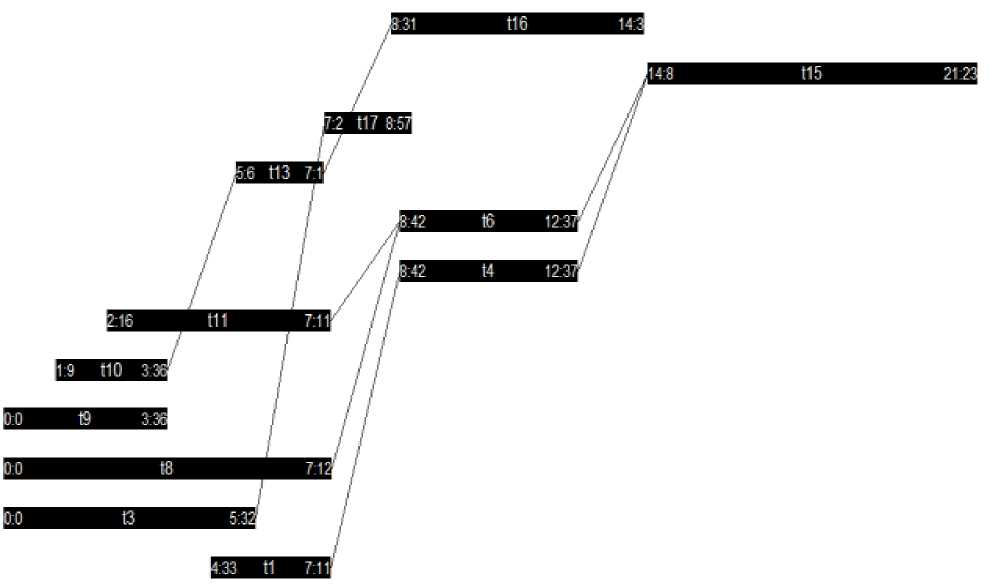 8:31 t16 14:3
14:8 t15 21:23
7:2 t17 8:57
5:6 t13 7:1
8:42 t6 12:37
8:42 t4 12:37
2:16 t11 7:11
1:9 t10 3:36
0:0 t9 3:36
0:0 t8 7:12
0:0 t3 5:32
4:33 t1 7:11